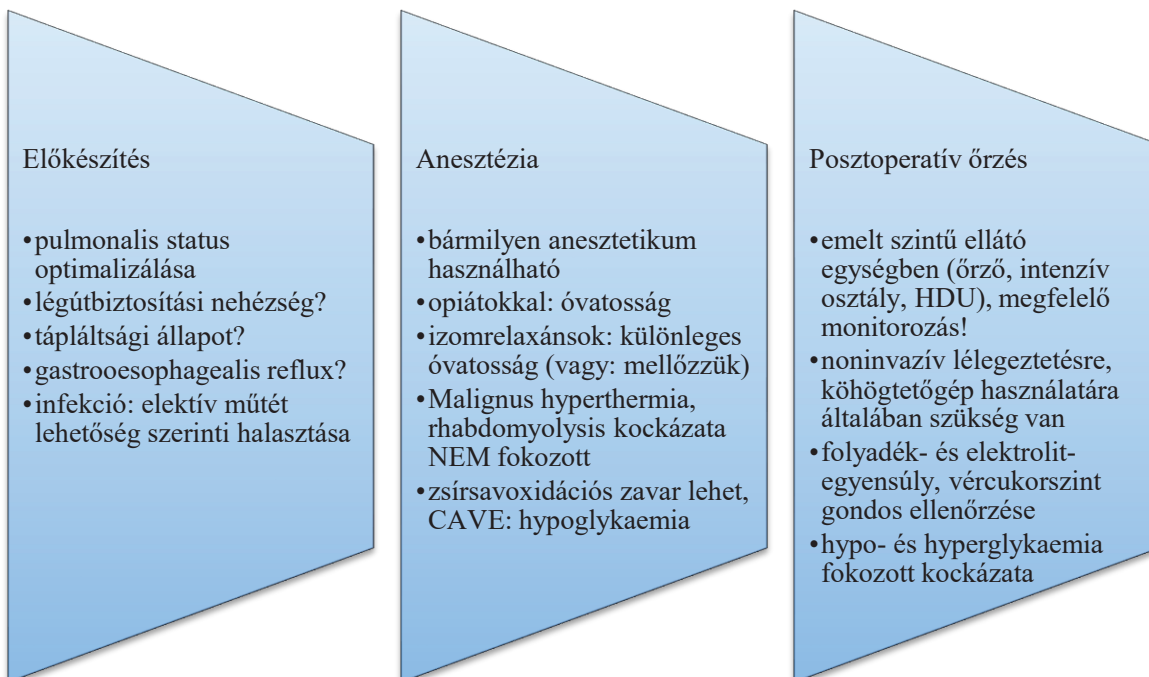 Előkészítés
•pulmonalis status
optimalizálása
•légútbiztosítási nehézség?
•tápláltsági állapot?
•gastrooesophagealis reflux?
•infekció: elektív műtét
lehetőség szerinti halasztása
Anesztézia
•bármilyen anesztetikum
használható
•opiátokkal: óvatosság
•izomrelaxánsok: különleges
óvatosság (vagy: mellőzzük)
•Malignus hyperthermia,
rhabdomyolysis kockázata
NEM fokozott
•zsírsavoxidációs zavar lehet,
CAVE: hypoglykaemia
Posztoperatív őrzés
•emelt szintű ellátó
egységben (őrző, intenzív
osztály, HDU), megfelelő
monitorozás!
•noninvazív lélegeztetésre,
köhögtetőgép használatára
általában szükség van
•folyadék- és elektrolit-
egyensúly, vércukorszint
gondos ellenőrzése
•hypo- és hyperglykaemia
fokozott kockázata